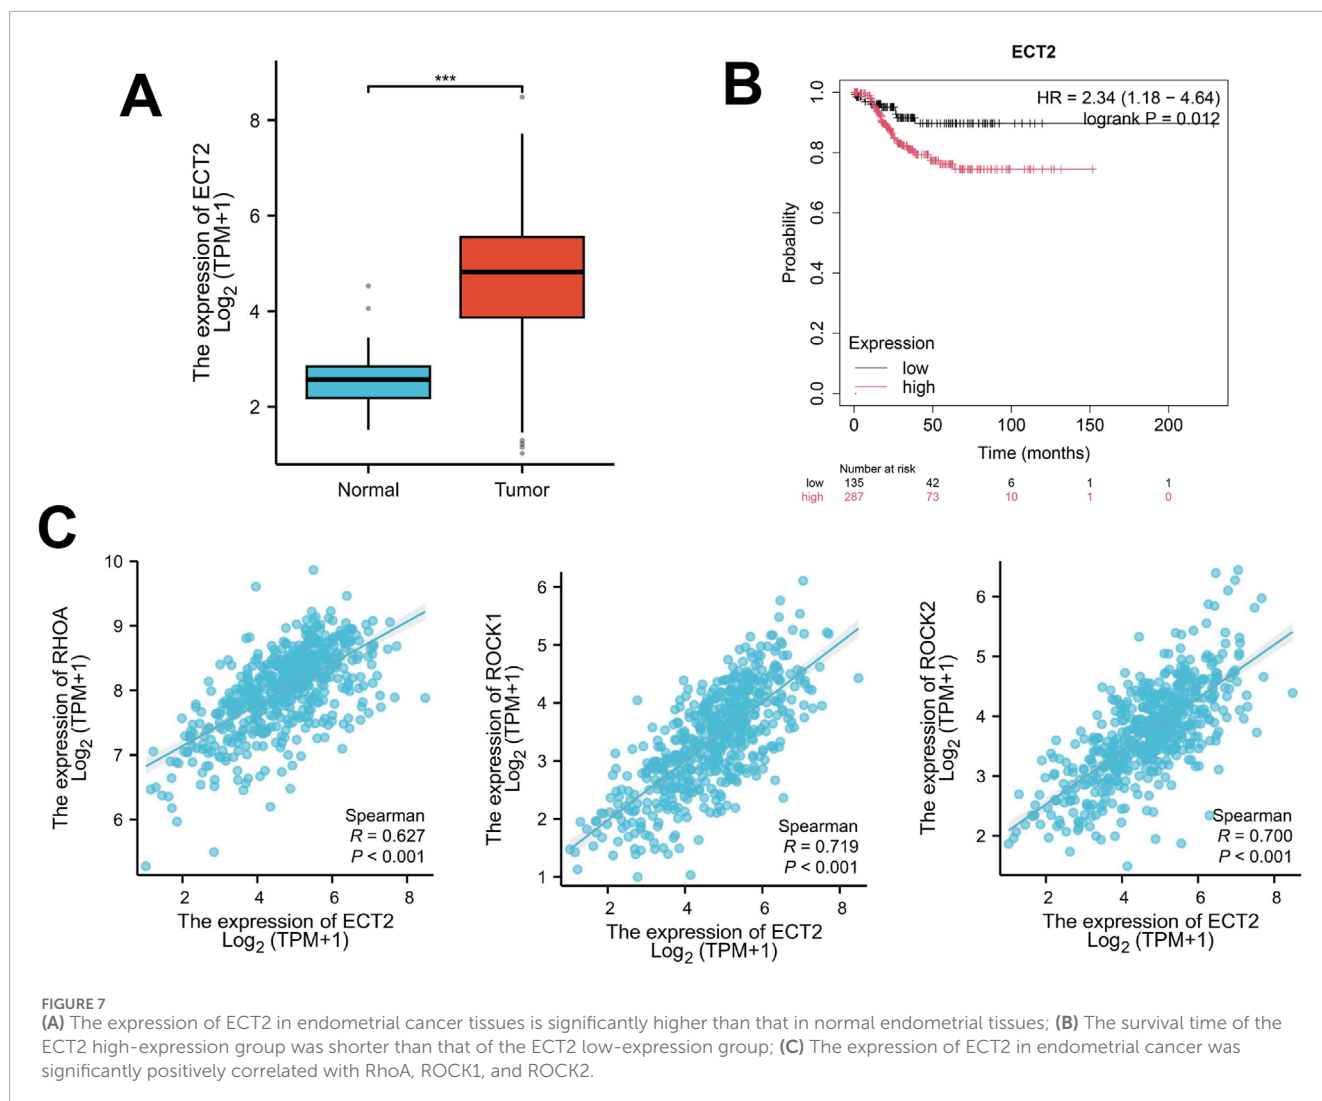 A
***
The expression of ECT2
Log2 (TPM+1)
8
6
4
2
Normal
Tumor
B
ECT2
HR = 2.34 (1.18 − 4.64)
logrank P = 0.012
Probability
1.0
0.8
0.6
0.4
0.2
0.0
Expression
low
high
0 50 100 150 200
Time (months)
Number at risk
low 135 42 6 1 1
high 287 73 10 1 0
C
The expression of RHOA
Log2 (TPM+1)
10
9
8
7
6
Spearman
R = 0.627
P < 0.001
2 4 6 8
The expression of ECT2
Log2 (TPM+1)
The expression of ROCK1
Log2 (TPM+1)
6
5
4
3
2
1
Spearman
R = 0.719
P < 0.001
2 4 6 8
The expression of ECT2
Log2 (TPM+1)
The expression of ROCK2
Log2 (TPM+1)
6
5
4
3
2
Spearman
R = 0.700
P < 0.001
2 4 6 8
The expression of ECT2
Log2 (TPM+1)
FIGURE 7
(A) The expression of ECT2 in endometrial cancer tissues is significantly higher than that in normal endometrial tissues; (B) The survival time of the
ECT2 high-expression group was shorter than that of the ECT2 low-expression group; (C) The expression of ECT2 in endometrial cancer was
significantly positively correlated with RhoA, ROCK1, and ROCK2.